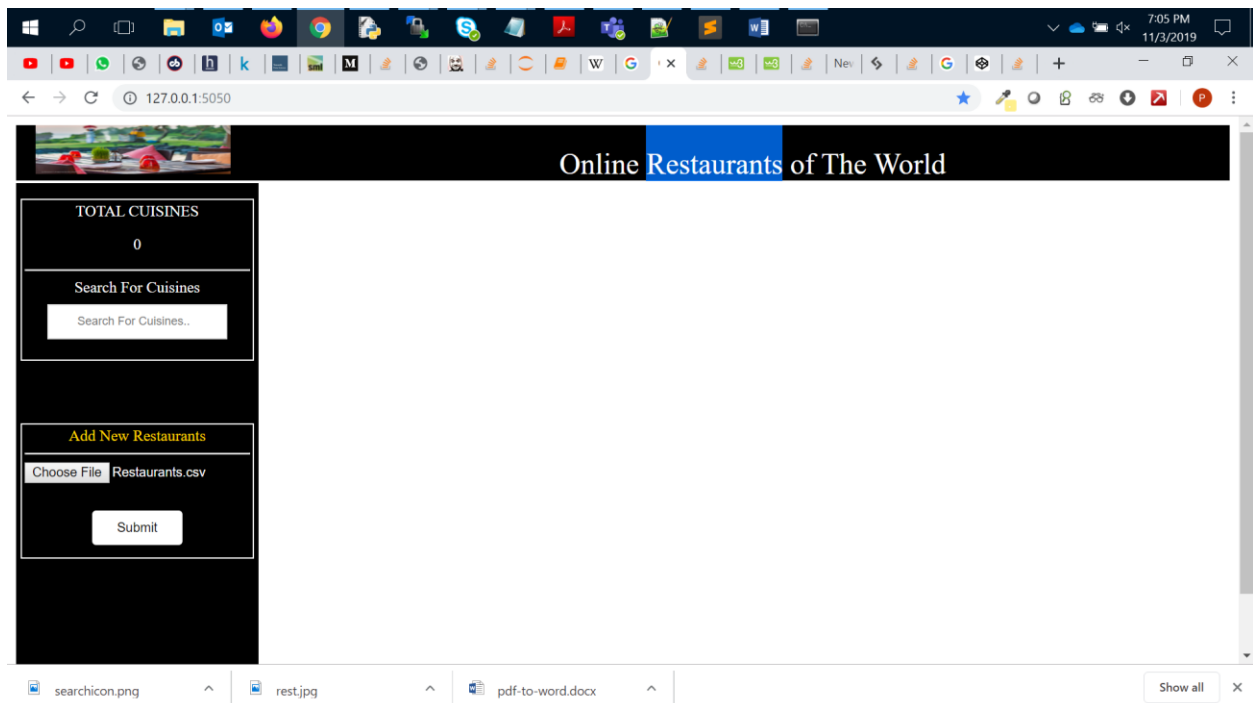 7:05 PM
11/3/2019
sml
M
W
G
Nev
G
127.0.0.1:5050
P
Online Restaurants of The World
TOTAL CUISINES
0
Search For Cuisines
Search For Cuisines..
Add New Restaurants
Choose File Restaurants.csv
Submit
searchicon.png
rest.jpg
pdf-to-word.docx
Show all